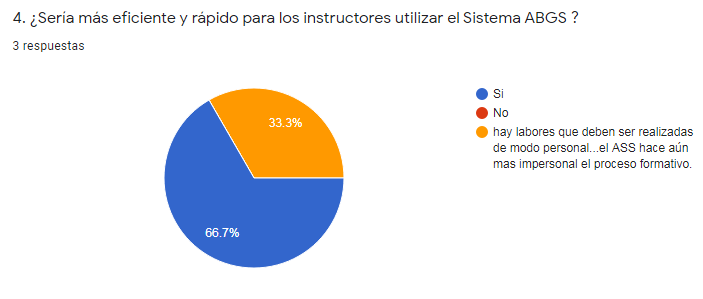 4. ¿Sería más eficiente y rápido para los instructores utilizar el Sistema ABGS ?
3 respuestas
33.3%
66.7%
Si
No
hay labores que deben ser realizadas
de modo personal...el ASS hace aún
mas impersonal el proceso formativo.